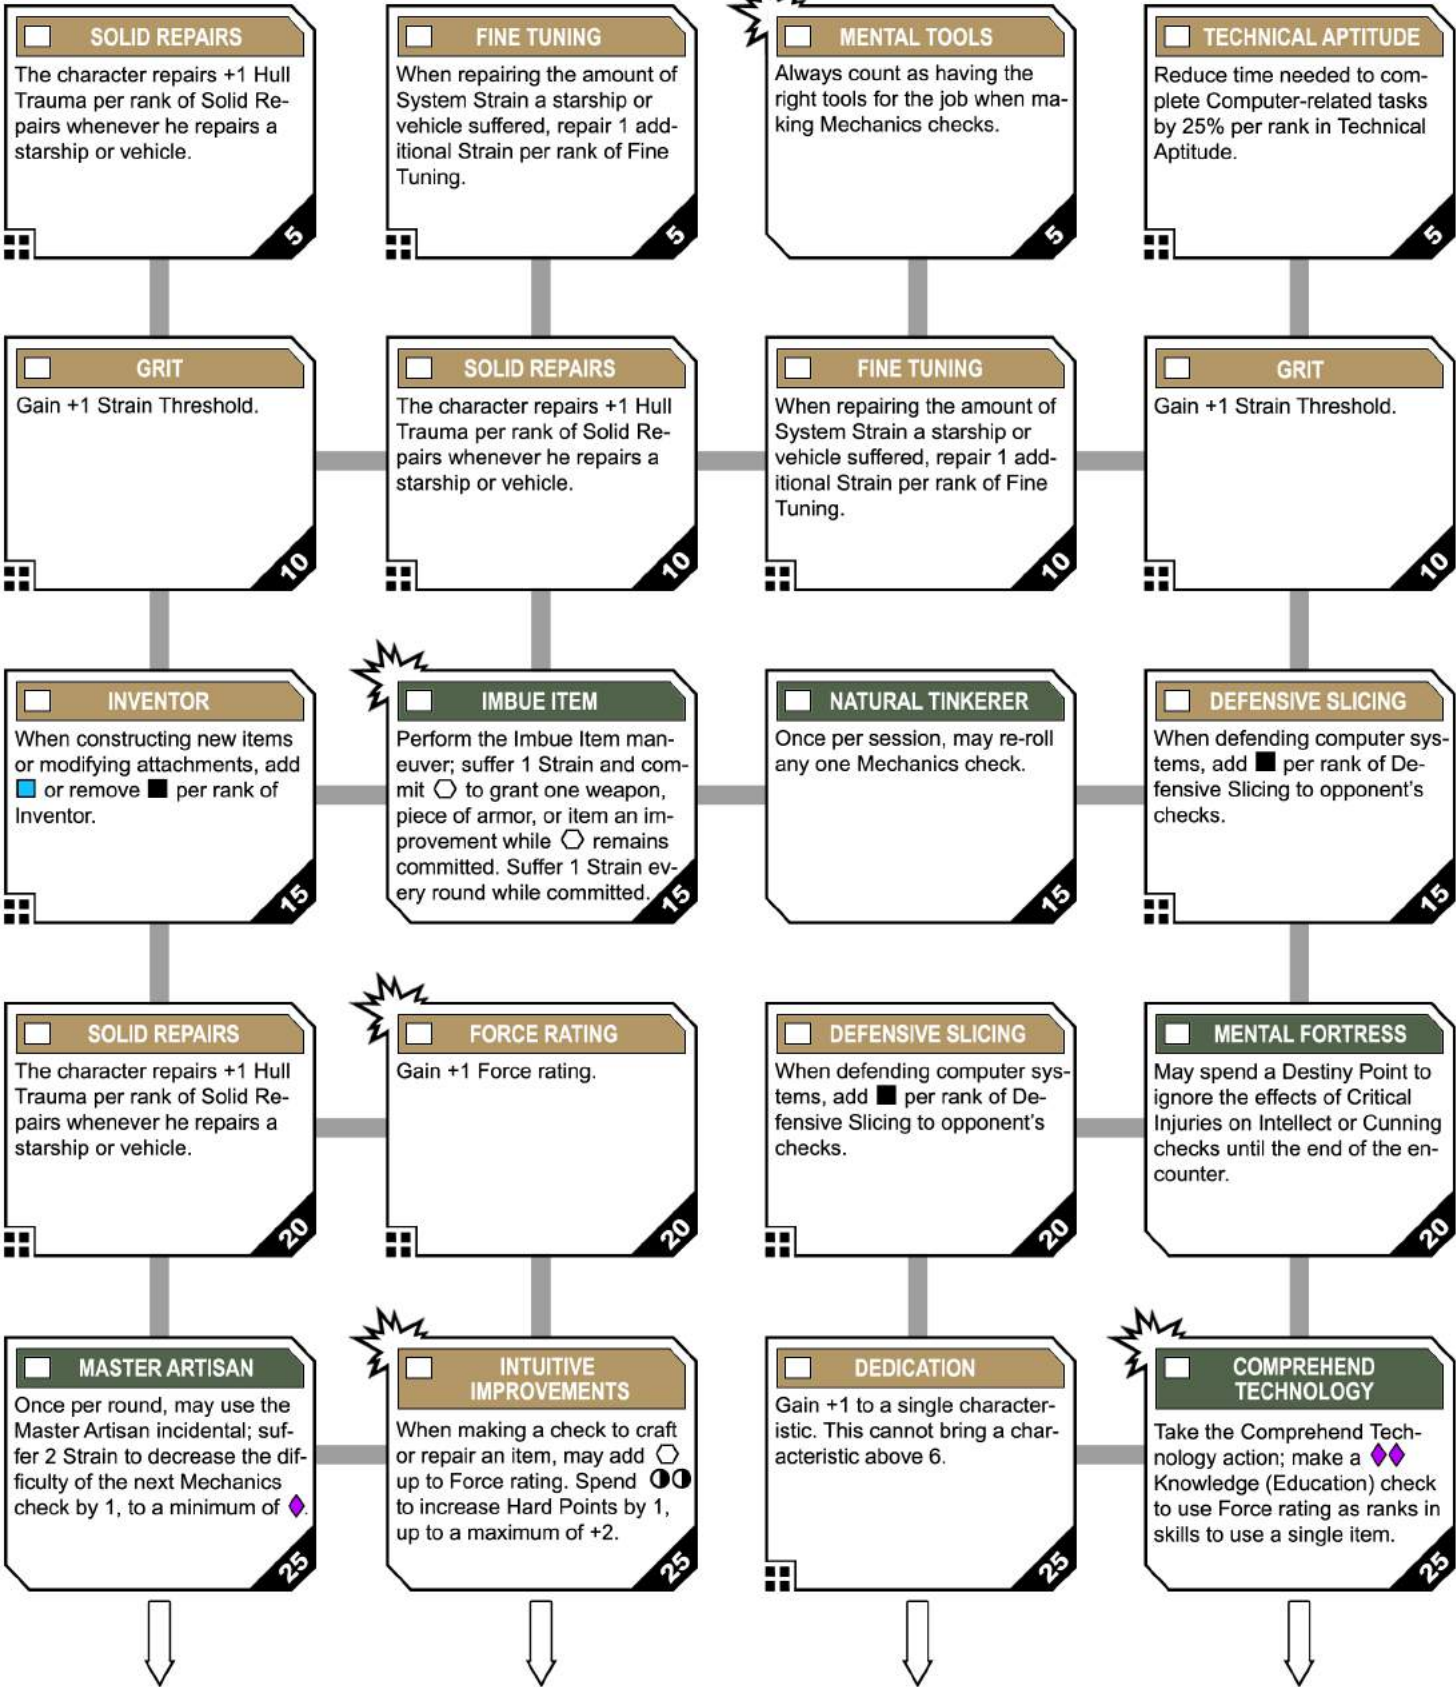 SOLID REPAIRS
The character repairs +1 Hull
Trauma per rank of Solid Re-
pairs whenever he repairs a
starship or vehicle.
5
FINE TUNING
When repairing the amount of
System Strain a starship or
vehicle suffered, repair 1 add-
itional Strain per rank of Fine
Tuning.
5
MENTAL TOOLS
Always count as having the
right tools for the job when ma-
king Mechanics checks.
5
TECHNICAL APTITUDE
Reduce time needed to com-
plete Computer-related tasks
by 25% per rank in Technical
Aptitude.
5
GRIT
Gain +1 Strain Threshold.
10
SOLID REPAIRS
The character repairs +1 Hull
Trauma per rank of Solid Re-
pairs whenever he repairs a
starship or vehicle.
10
FINE TUNING
When repairing the amount of
System Strain a starship or
vehicle suffered, repair 1 add-
itional Strain per rank of Fine
Tuning.
10
GRIT
Gain +1 Strain Threshold.
10
INVENTOR
When constructing new items
or modifying attachments, add
or remove per rank of
Inventor.
15
IMBUE ITEM
Perform the Imbue Item man-
euver; suffer 1 Strain and com-
mit to grant one weapon,
piece of armor, or item an im-
provement while remains
committed. Suffer 1 Strain ev-
ery round while committed.
15
NATURAL TINKERER
Once per session, may re-roll
any one Mechanics check.
15
DEFENSIVE SLICING
When defending computer sys-
tems, add per rank of De-
fensive Slicing to opponent's
checks.
15
SOLID REPAIRS
The character repairs +1 Hull
Trauma per rank of Solid Re-
pairs whenever he repairs a
starship or vehicle.
20
FORCE RATING
Gain +1 Force rating.
20
DEFENSIVE SLICING
When defending computer sys-
tems, add per rank of De-
fensive Slicing to opponent's
checks.
20
MENTAL FORTRESS
May spend a Destiny Point to
ignore the effects of Critical
Injuries on Intellect or Cunning
checks until the end of the en-
counter.
20
MASTER ARTISAN
Once per round, may use the
Master Artisan incidental; suf-
fer 2 Strain to decrease the dif-
ficulty of the next Mechanics
check by 1, to a minimum of .
25
INTUITIVE
IMPROVEMENTS
When making a check to craft
or repair an item, may add
up to Force rating. Spend
to increase Hard Points by 1,
up to a maximum of +2.
25
DEDICATION
Gain +1 to a single character-
istic. This cannot bring a char-
acteristic above 6.
25
COMPREHEND
TECHNOLOGY
Take the Comprehend Tech-
nology action; make a
Knowledge (Education) check
to use Force rating as ranks in
skills to use a single item.
25